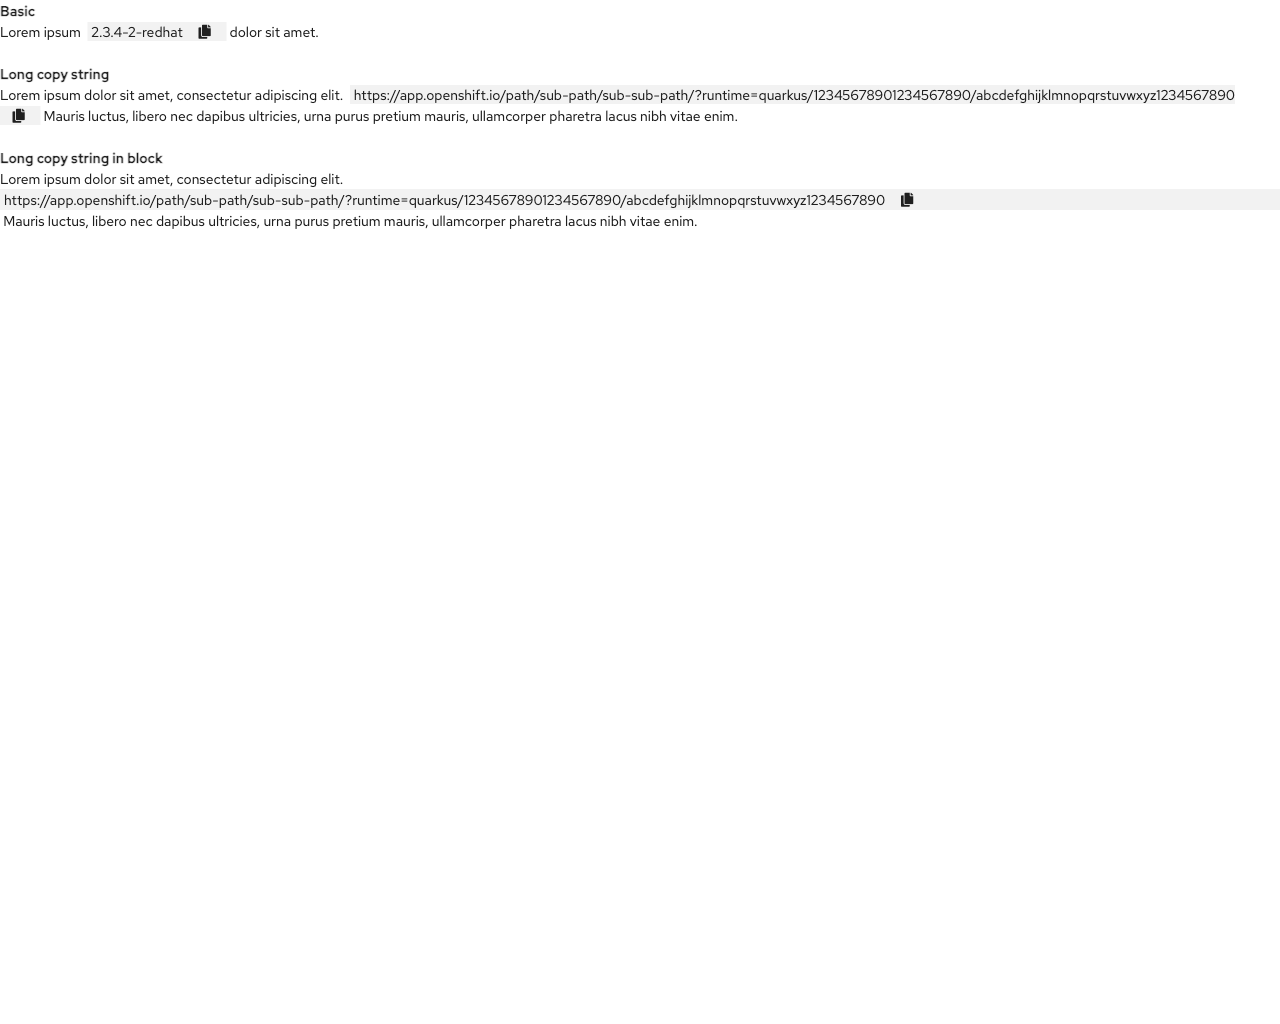 Basic
Lorem ipsum 2.3.4-2-redhat dolor sit amet.
Long copy string
Lorem ipsum dolor sit amet, consectetur adipiscing elit. https://app.openshift.io/path/sub-path/sub-sub-path/?runtime=quarkus/12345678901234567890/abcdefghijklmnopqrstuvwxyz1234567890
Mauris luctus, libero nec dapibus ultricies, urna purus pretium mauris, ullamcorper pharetra lacus nibh vitae enim.
Long copy string in block
Lorem ipsum dolor sit amet, consectetur adipiscing elit.
https://app.openshift.io/path/sub-path/sub-sub-path/?runtime=quarkus/12345678901234567890/abcdefghijklmnopqrstuvwxyz1234567890
Mauris luctus, libero nec dapibus ultricies, urna purus pretium mauris, ullamcorper pharetra lacus nibh vitae enim.